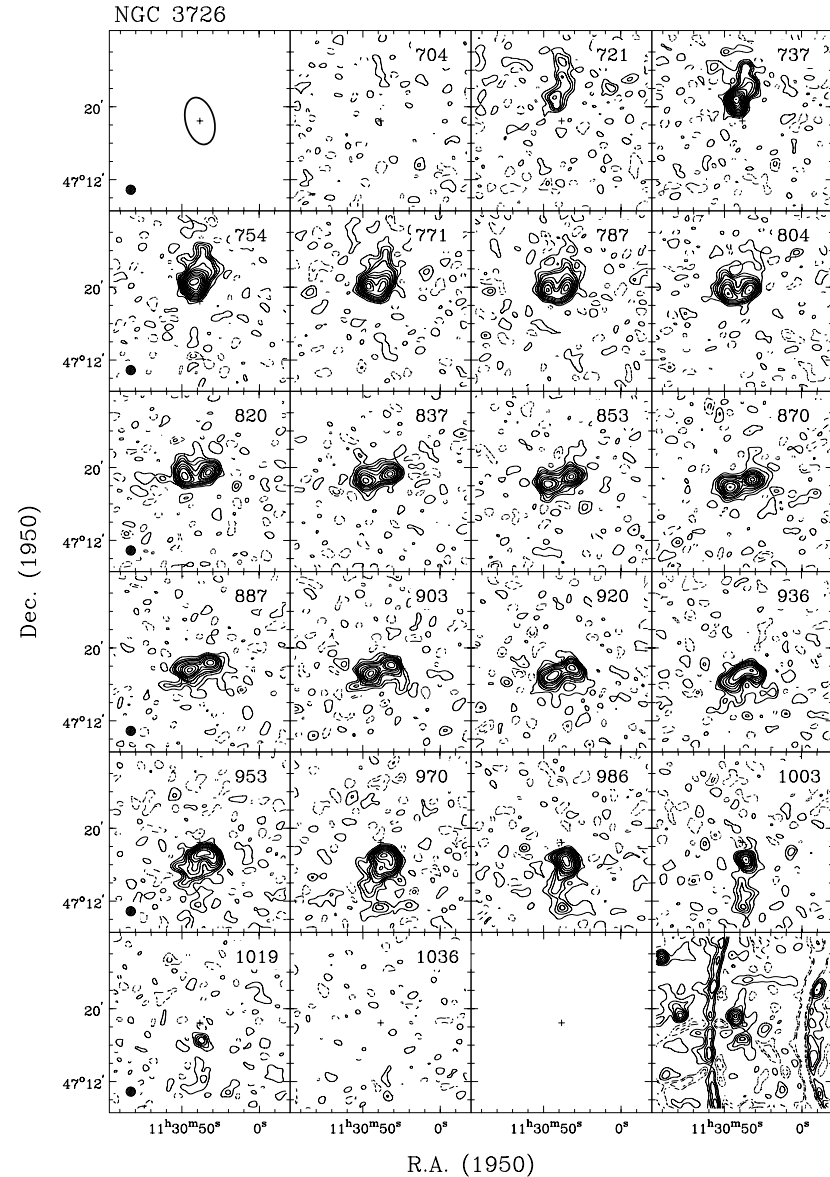 NGC 3726
704 721 737
20′
47°12′
754 771 787 804
20′
47°12′
820 837 853 870
20′
47°12′
887 903 920 936
20′
47°12′
953 970 986 1003
20′
47°12′
1019 1036
20′
47°12′
11ʰ30ᵐ50ˢ 0ˢ 11ʰ30ᵐ50ˢ 0ˢ 11ʰ30ᵐ50ˢ 0ˢ 11ʰ30ᵐ50ˢ 0ˢ
R.A. (1950)
Dec. (1950)